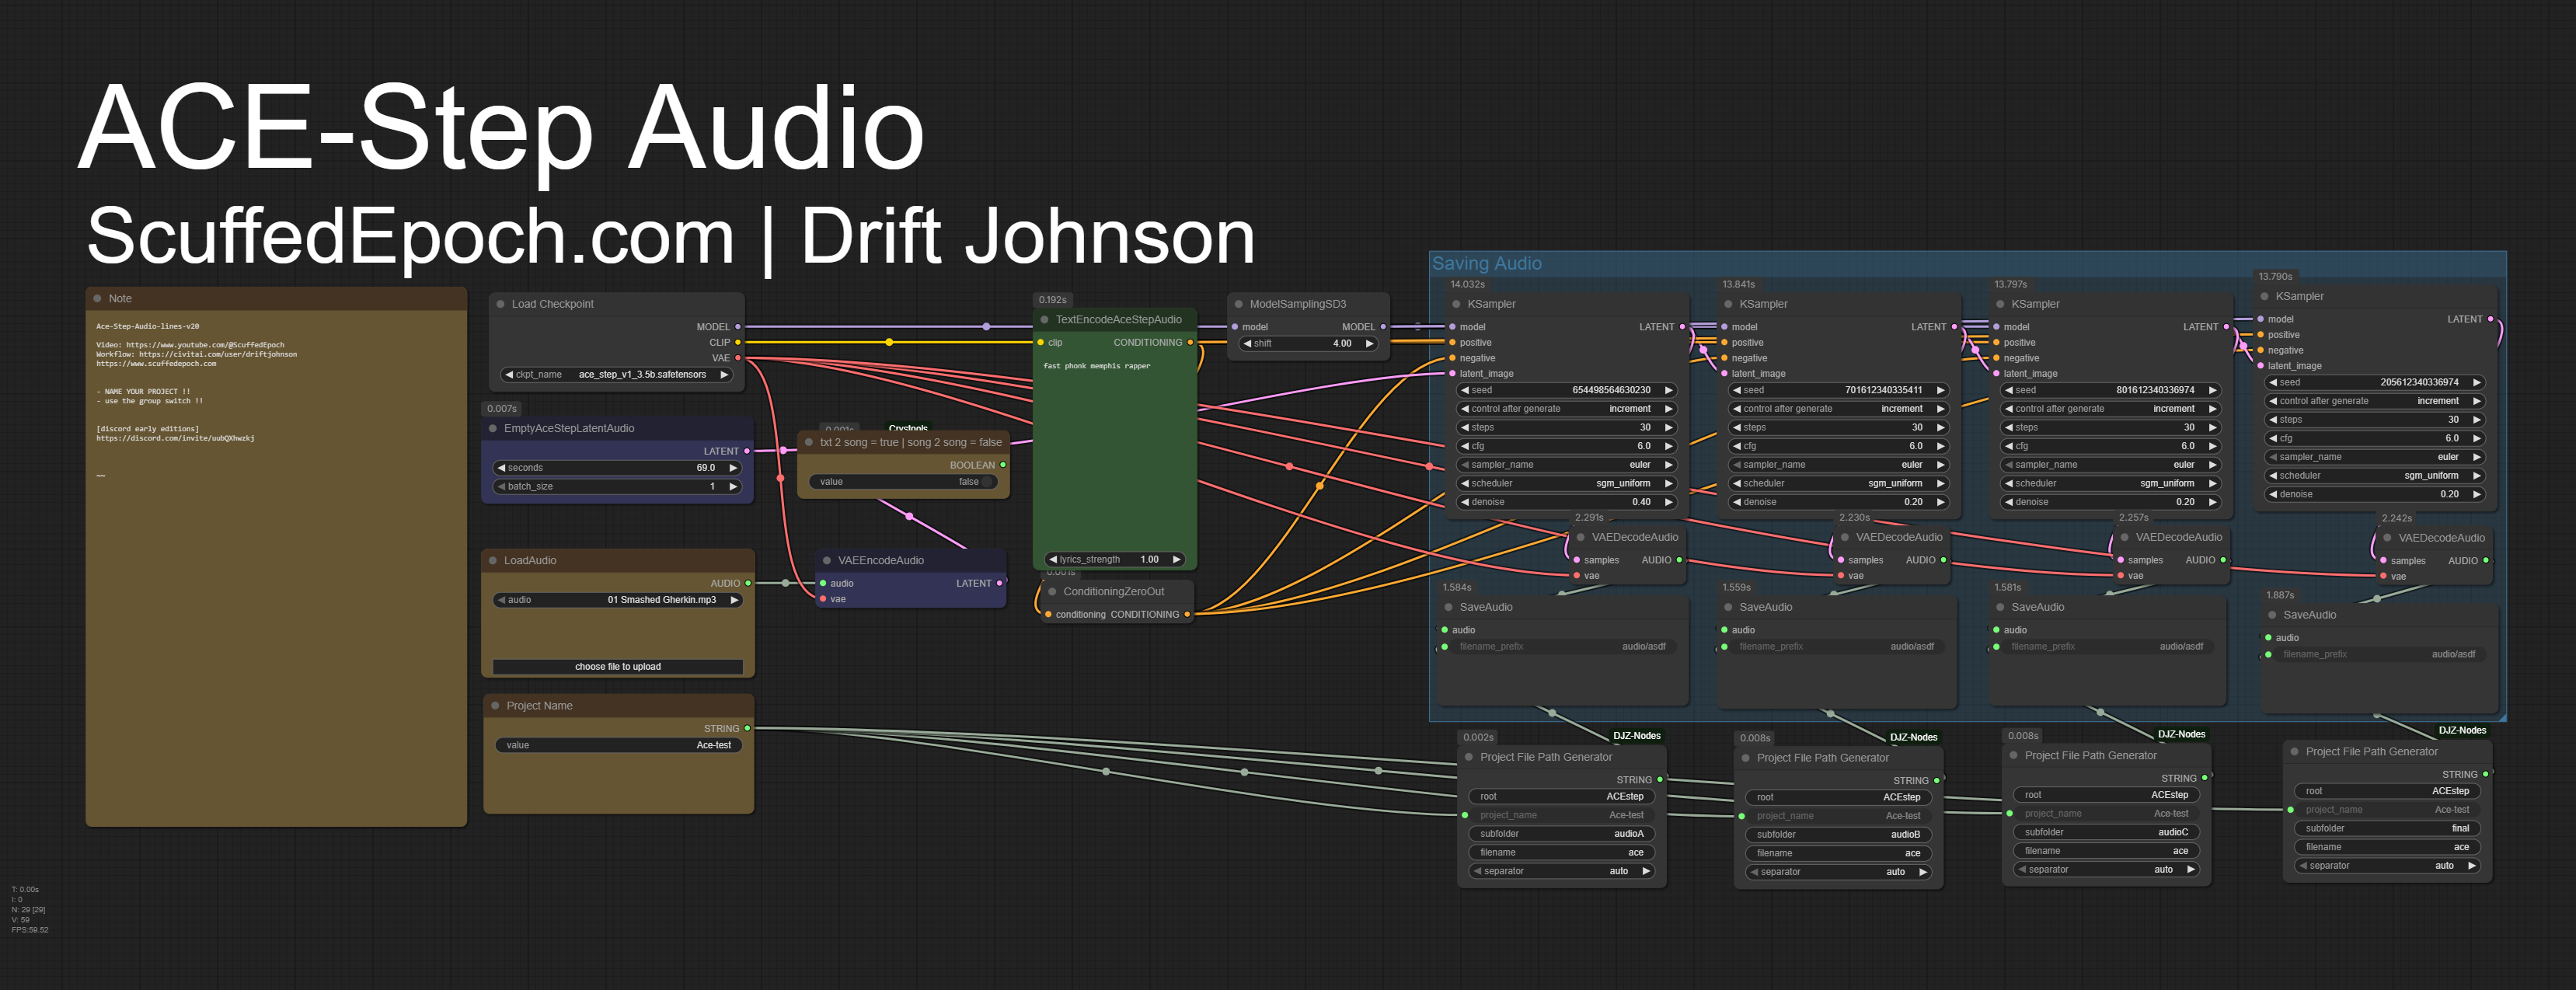 ACE-Step Audio
ScuffedEpoch.com | Drift Johnson
Note
Ace-Step-Audio-lines-v20
Video: https://www.youtube.com/@ScuffedEpoch
Workflow: https://civitai.com/user/driftjohnson
https://www.scuffedepoch.com
- NAME YOUR PROJECT !!
- use the group switch !!
[discord early editions]
https://discord.com/invite/uubQXhwzkj
~~
Load Checkpoint
MODEL
CLIP
VAE
ckpt_name ace_step_v1_3.5b.safetensors
0.007s
EmptyAceStepLatentAudio
LATENT
seconds 69.0
batch_size 1
0.001s
Crystools
txt 2 song = true | song 2 song = false
BOOLEAN
value false
LoadAudio
AUDIO
audio 01 Smashed Gherkin.mp3
choose file to upload
VAEEncodeAudio
audio LATENT
vae
Project Name
STRING
value Ace-test
0.192s
TextEncodeAceStepAudio
clip CONDITIONING
fast phonk memphis rapper
lyrics_strength 1.00
0.001s
ConditioningZeroOut
conditioning CONDITIONING
ModelSamplingSD3
model MODEL
shift 4.00
Saving Audio
14.032s
KSampler
model LATENT
positive
negative
latent_image
seed 654498564630230
control after generate increment
steps 30
cfg 6.0
sampler_name euler
scheduler sgm_uniform
denoise 0.40
13.841s
KSampler
model LATENT
positive
negative
latent_image
seed 701612340335411
control after generate increment
steps 30
cfg 6.0
sampler_name euler
scheduler sgm_uniform
denoise 0.20
13.797s
KSampler
model LATENT
positive
negative
latent_image
seed 801612340336974
control after generate increment
steps 30
cfg 6.0
sampler_name euler
scheduler sgm_uniform
denoise 0.20
13.790s
KSampler
model LATENT
positive
negative
latent_image
seed 205612340336974
control after generate increment
steps 30
cfg 6.0
sampler_name euler
scheduler sgm_uniform
denoise 0.20
2.291s
VAEDecodeAudio
samples AUDIO
vae
2.230s
VAEDecodeAudio
samples AUDIO
vae
2.257s
VAEDecodeAudio
samples AUDIO
vae
2.242s
VAEDecodeAudio
samples AUDIO
vae
1.584s
SaveAudio
audio
filename_prefix audio/asdf
1.559s
SaveAudio
audio
filename_prefix audio/asdf
1.581s
SaveAudio
audio
filename_prefix audio/asdf
1.887s
SaveAudio
audio
filename_prefix audio/asdf
0.002s
DJZ-Nodes
Project File Path Generator
STRING
root ACEstep
project_name Ace-test
subfolder audioA
filename ace
separator auto
0.008s
DJZ-Nodes
Project File Path Generator
STRING
root ACEstep
project_name Ace-test
subfolder audioB
filename ace
separator auto
0.008s
DJZ-Nodes
Project File Path Generator
STRING
root ACEstep
project_name Ace-test
subfolder audioC
filename ace
separator auto
DJZ-Nodes
Project File Path Generator
STRING
root ACEstep
project_name Ace-test
subfolder final
filename ace
separator auto
T: 0.00s
I: 0
N: 29 [29]
V: 59
FPS:59.52